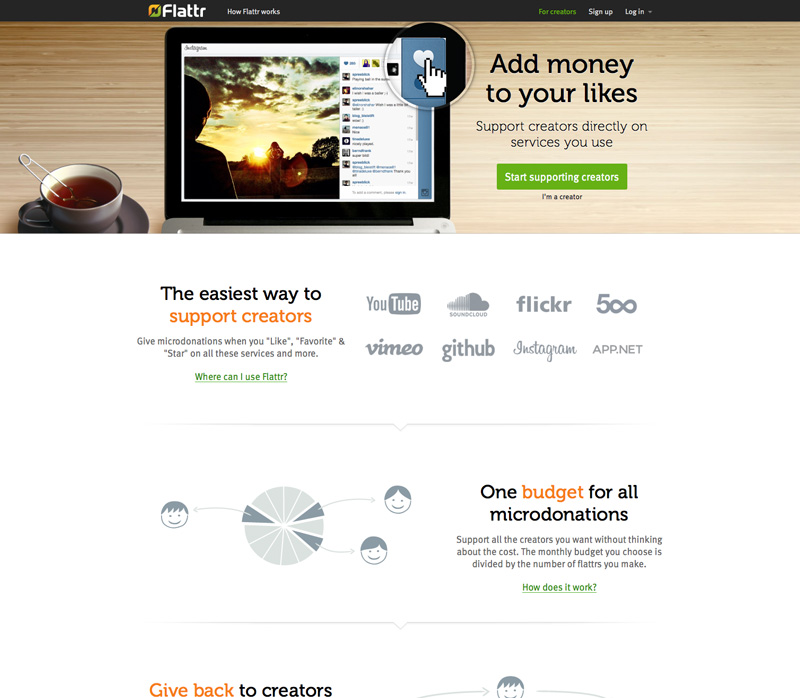 Flattr
How Flattr works
For creators
Sign up
Log in
Instagram
Add money
to your likes
Support creators directly on
services you use
Start supporting creators
I'm a creator
The easiest way to
support creators
Give microdonations when you "Like", "Favorite" &
"Star" on all these services and more.
Where can I use Flattr?
YouTube
SOUNDCLOUD
flickr
500
vimeo
github
Instagram
APP.NET
One budget for all
microdonations
Support all the creators you want without thinking
about the cost. The monthly budget you choose is
divided by the number of flattrs you make.
How does it work?
Give back to creators